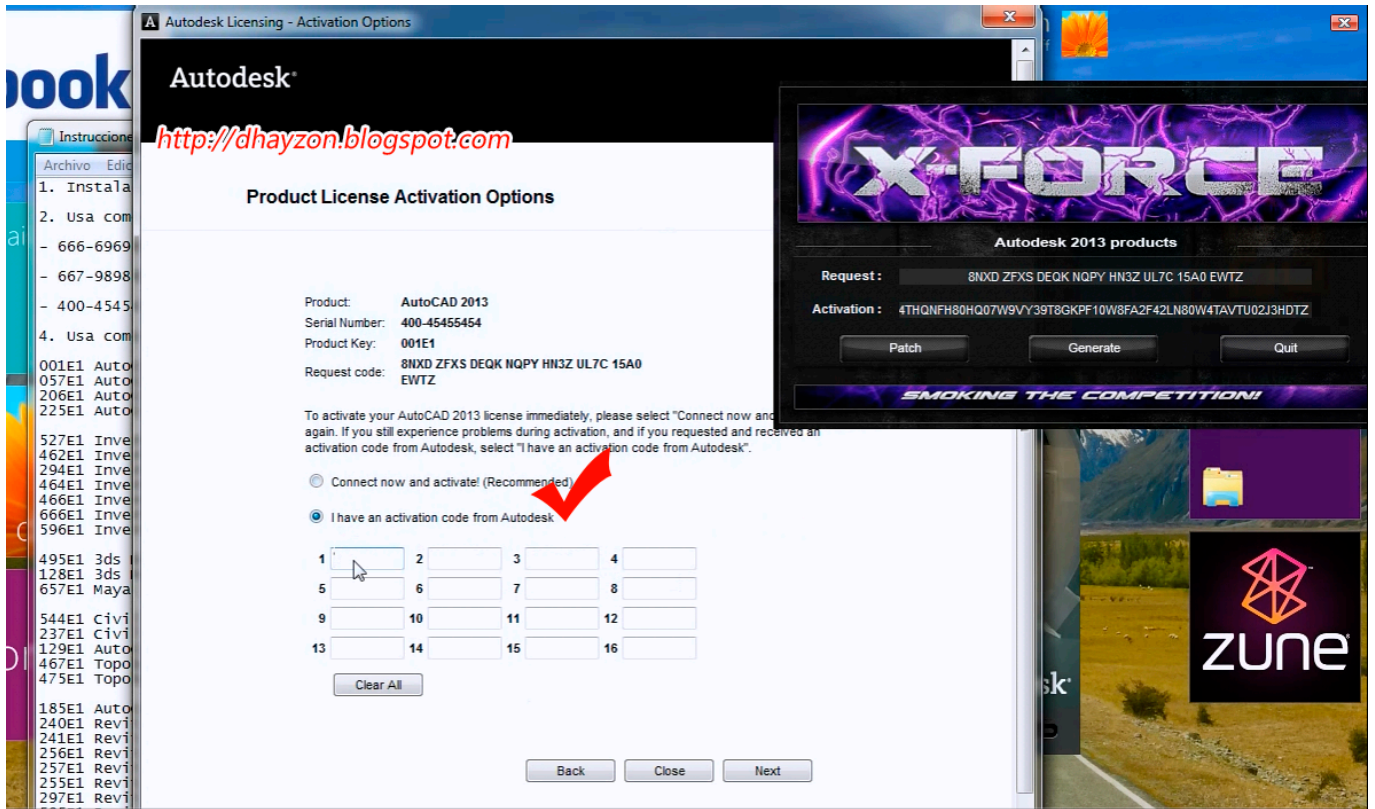 Autodesk Licensing - Activation Options
ook
Autodesk
http://dhayzon.blogspot.com
Product License Activation Options
Product: AutoCAD 2013
Serial Number: 400-45455454
Product Key: 001E1
Request code: 8NXD ZFXS DEQK NQPY HN3Z UL7C 15A0
EWTZ
To activate your AutoCAD 2013 license immediately, please select "Connect now and
again. If you still experience problems during activation, and if you requested and received an
activation code from Autodesk, select "I have an activation code from Autodesk".
Connect now and activate! (Recommended)
I have an activation code from Autodesk
1 2 3 4
5 6 7 8
9 10 11 12
13 14 15 16
Clear All
Back Close Next
Instruccione
Archivo Edic
1. Instala
2. Usa com
- 666-6969
- 667-9898
- 400-4545
4. Usa com
001E1 Auto
057E1 Auto
206E1 Auto
225E1 Auto
527E1 Inve
462E1 Inve
294E1 Inve
464E1 Inve
466E1 Inve
666E1 Inve
596E1 Inve
495E1 3ds
128E1 3ds
657E1 Maya
544E1 Civi
237E1 Civi
129E1 Auto
467E1 Topo
475E1 Topo
185E1 Auto
240E1 Revi
241E1 Revi
256E1 Revi
257E1 Revi
255E1 Revi
297E1 Revi
X-FORCE
Autodesk 2013 products
Request: 8NXD ZFXS DEQK NQPY HN3Z UL7C 15A0 EWTZ
Activation: 4THQNFH80HQ07W9VY39T8GKPF10W8FA2F42LN80W4TAVTU02J3HDTZ
Patch Generate Quit
SMOKING THE COMPETITION!
zune
sk